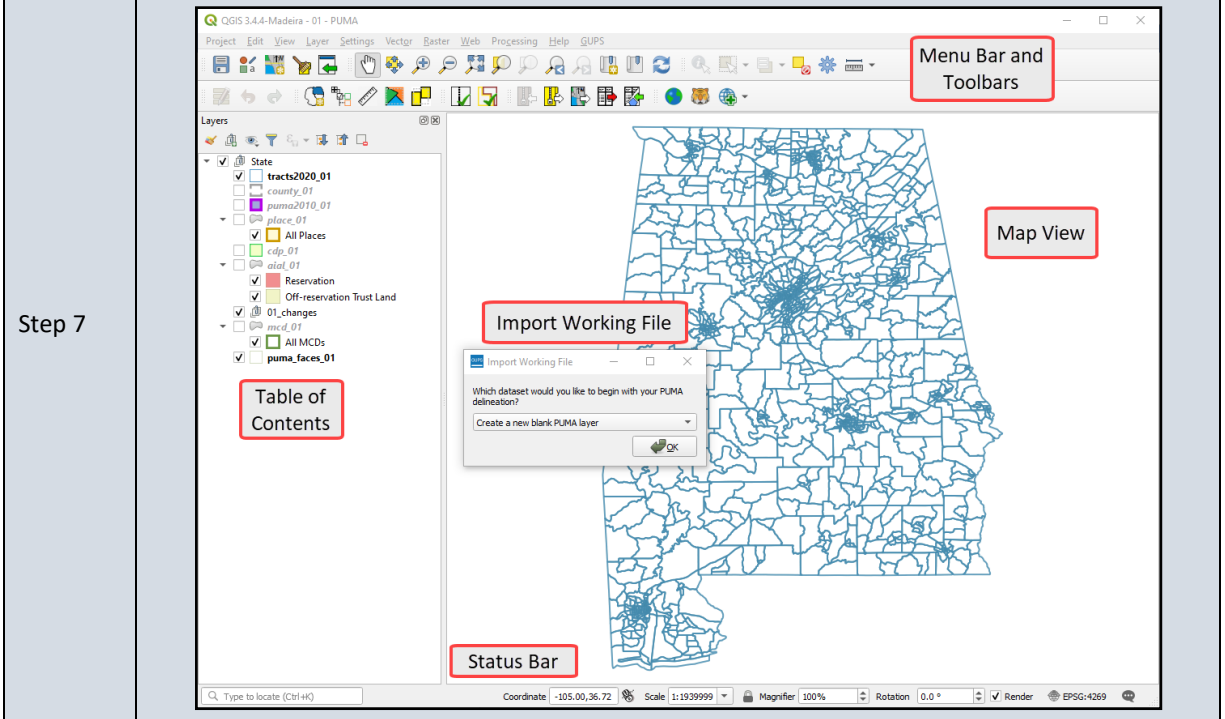 Step 7
QGIS 3.4.4-Madeira - 01 - PUMA
Project Edit View Layer Settings Vector Raster Web Processing Help GUPS
Menu Bar and
Toolbars
Layers
State
tracts2020_01
county_01
puma2010_01
place_01
All Places
cdp_01
aial_01
Reservation
Off-reservation Trust Land
01_changes
mcd_01
All MCDs
puma_faces_01
Table of
Contents
Map View
Import Working File
Import Working File
Which dataset would you like to begin with your PUMA
delineation?
Create a new blank PUMA layer
OK
Status Bar
Type to locate (Ctrl+K)
Coordinate -105.00,36.72 Scale 1:1939999 Magnifier 100% Rotation 0.0 ° Render EPSG:4269